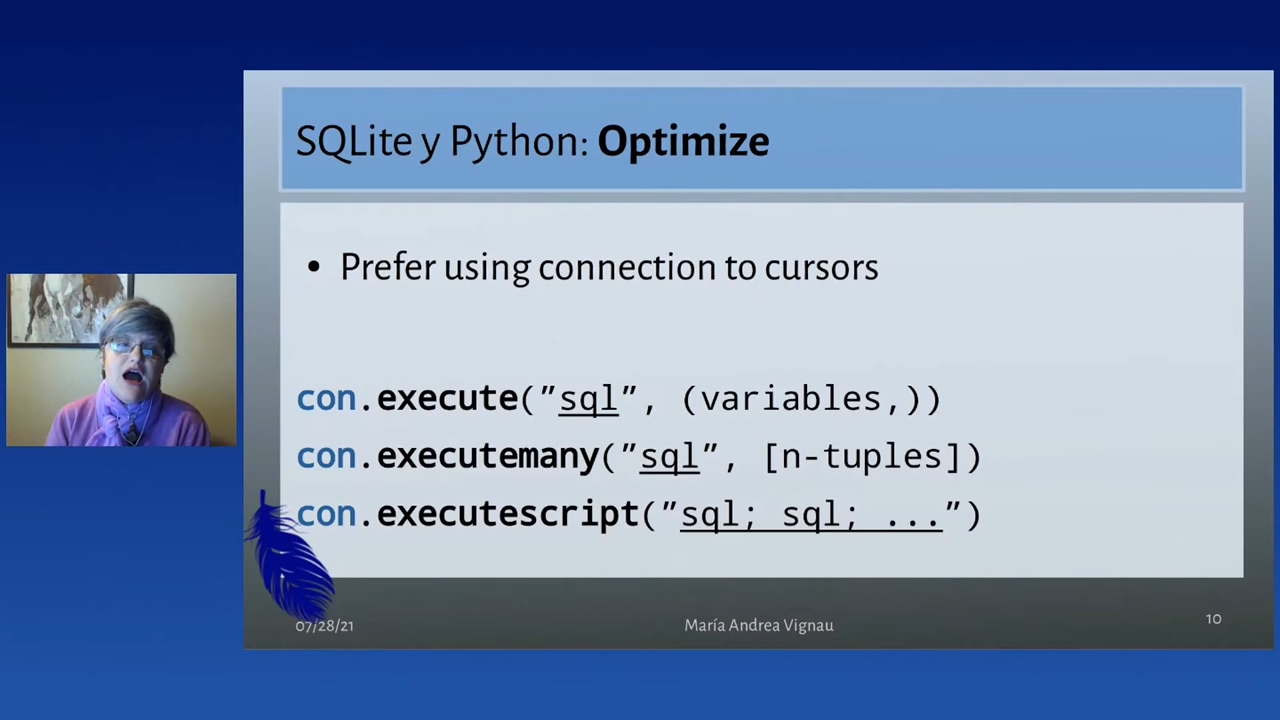 SQLite y Python: Optimize
• Prefer using connection to cursors
con.execute(”sql”, (variables,))
con.executemany(”sql”, [n-tuples])
con.executescript(”sql; sql; ...”)
07/28/21
María Andrea Vignau
10